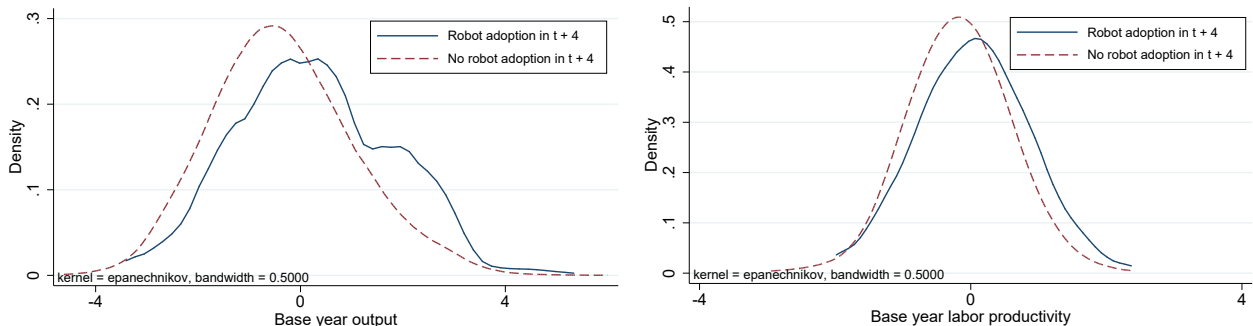 .3
.2
.1
0
Density
Robot adoption in t + 4
No robot adoption in t + 4
kernel = epanechnikov, bandwidth = 0.5000
-4
0
4
Base year output
.5
.4
.3
.2
.1
0
Density
Robot adoption in t + 4
No robot adoption in t + 4
kernel = epanechnikov, bandwidth = 0.5000
-4
0
4
Base year labor productivity